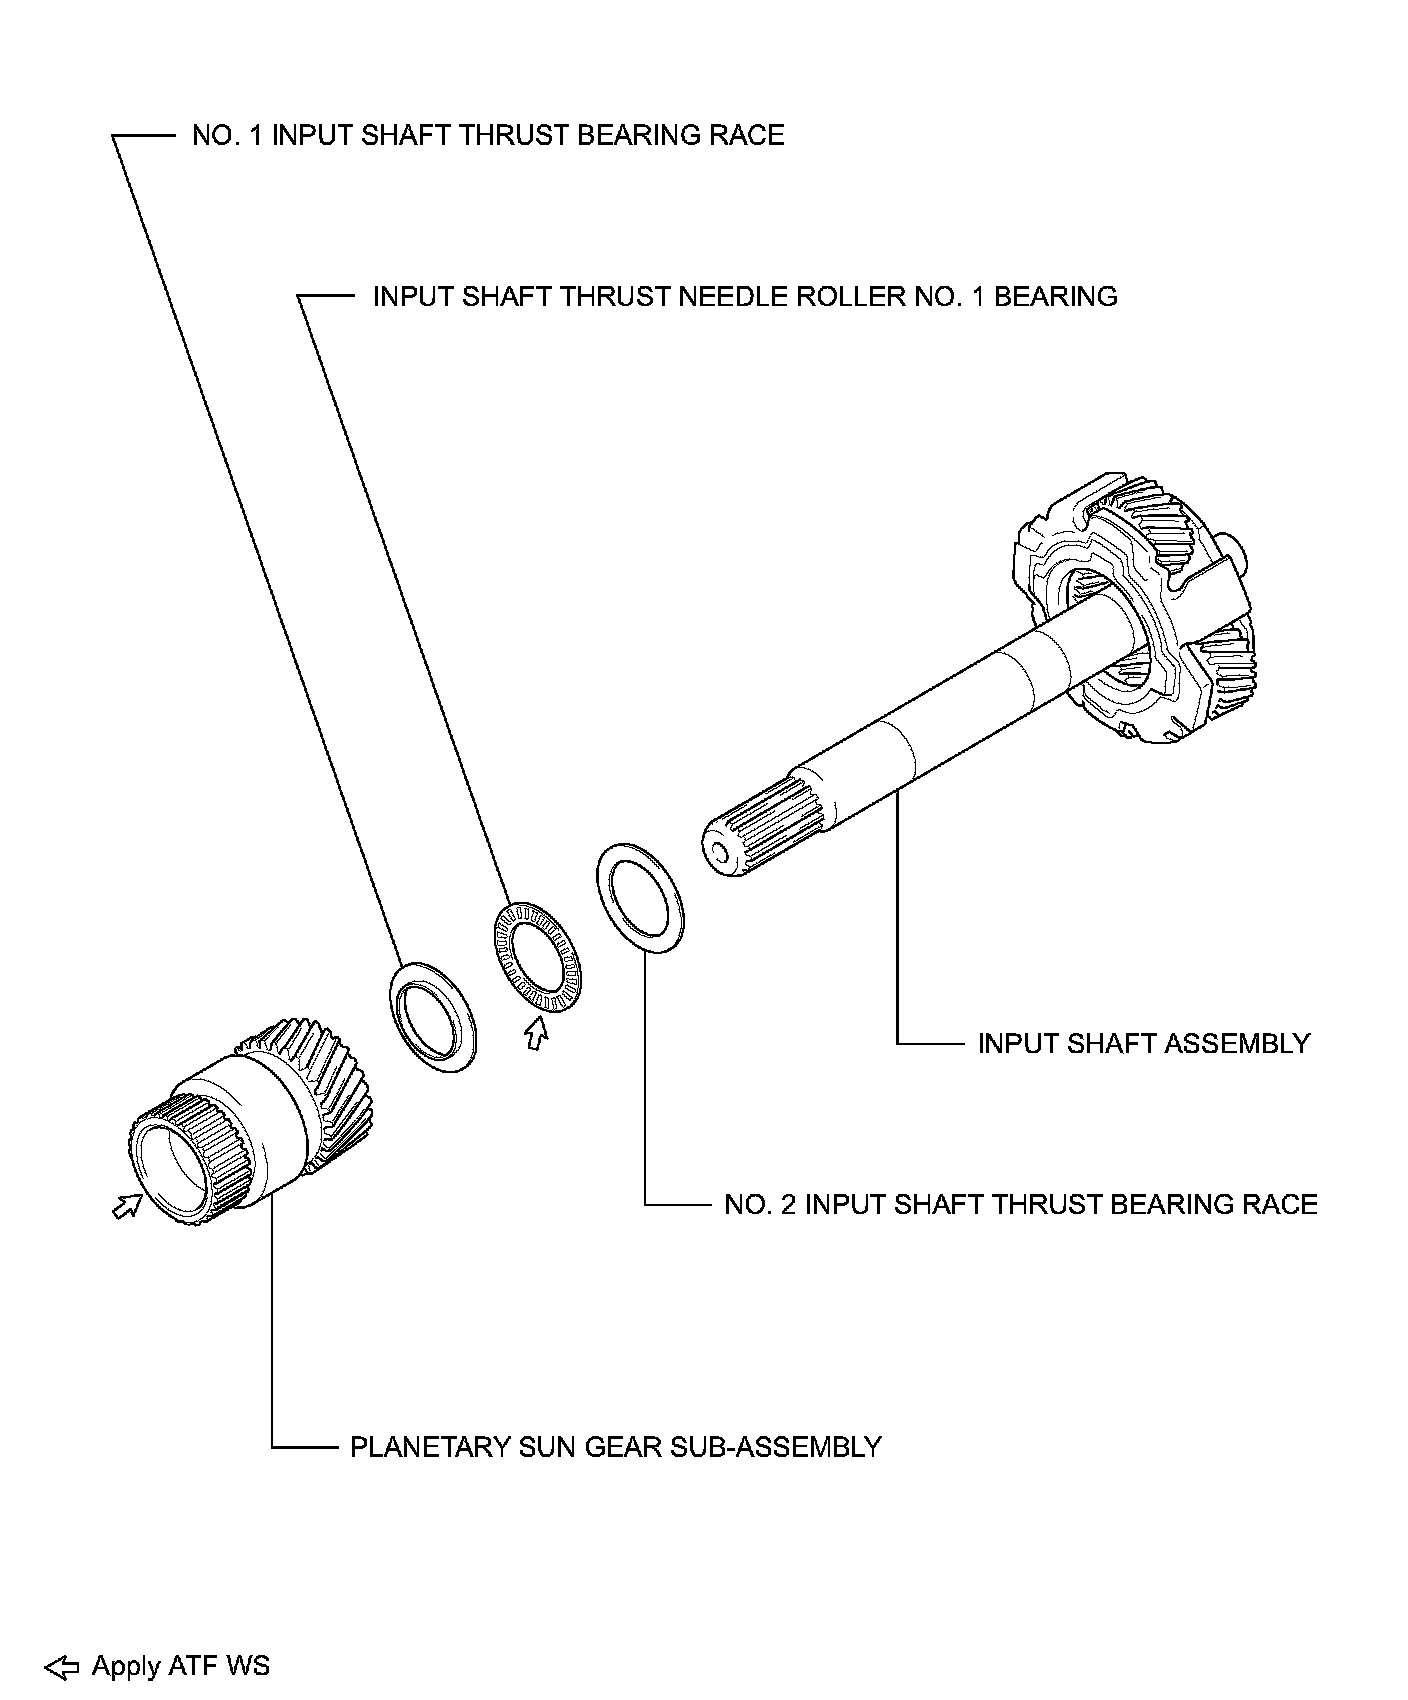 NO. 1 INPUT SHAFT THRUST BEARING RACE
INPUT SHAFT THRUST NEEDLE ROLLER NO. 1 BEARING
INPUT SHAFT ASSEMBLY
NO. 2 INPUT SHAFT THRUST BEARING RACE
PLANETARY SUN GEAR SUB-ASSEMBLY
Apply ATF WS